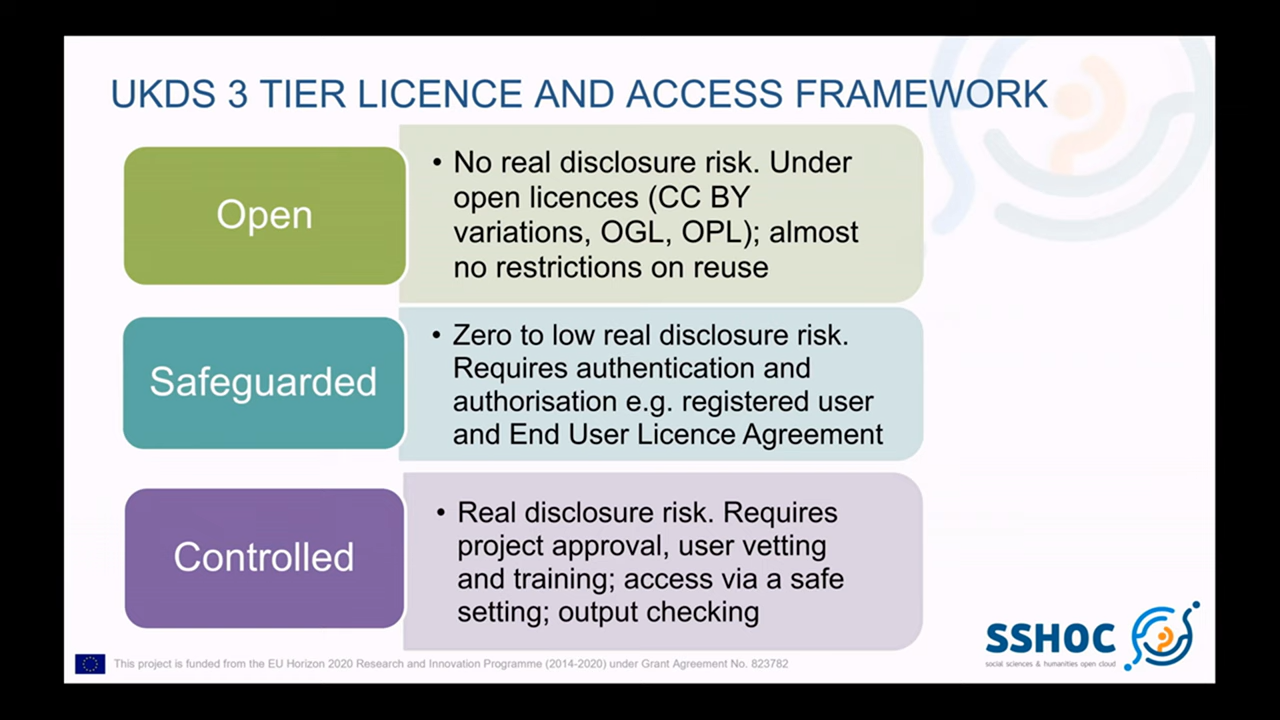 UKDS 3 TIER LICENCE AND ACCESS FRAMEWORK
Open
• No real disclosure risk. Under
open licences (CC BY
variations, OGL, OPL); almost
no restrictions on reuse
Safeguarded
• Zero to low real disclosure risk.
Requires authentication and
authorisation e.g. registered user
and End User Licence Agreement
Controlled
• Real disclosure risk. Requires
project approval, user vetting
and training; access via a safe
setting; output checking
SSHOC
social sciences & humanities open cloud
This project is funded from the EU Horizon 2020 Research and Innovation Programme (2014-2020) under Grant Agreement No. 823782